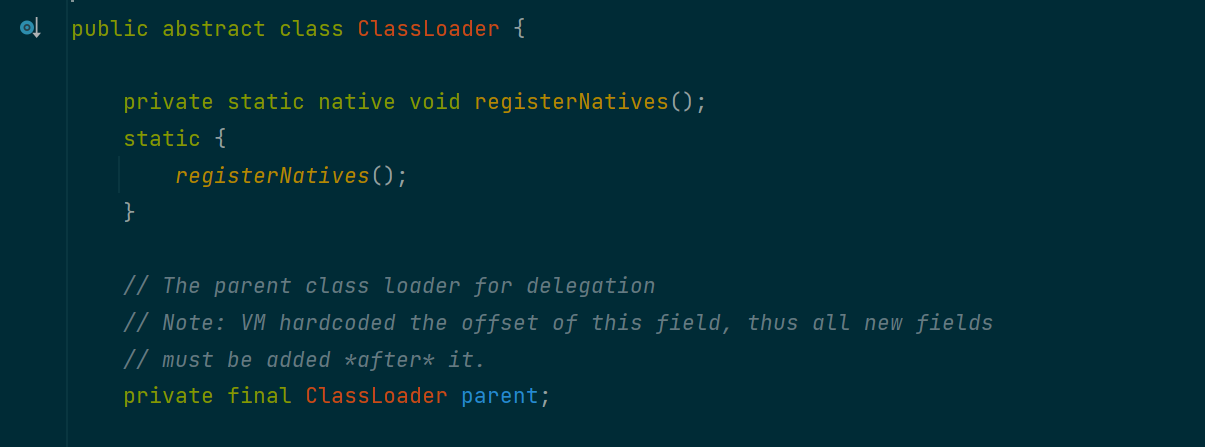 public abstract class ClassLoader {
private static native void registerNatives();
static {
registerNatives();
}
// The parent class loader for delegation
// Note: VM hardcoded the offset of this field, thus all new fields
// must be added *after* it.
private final ClassLoader parent;